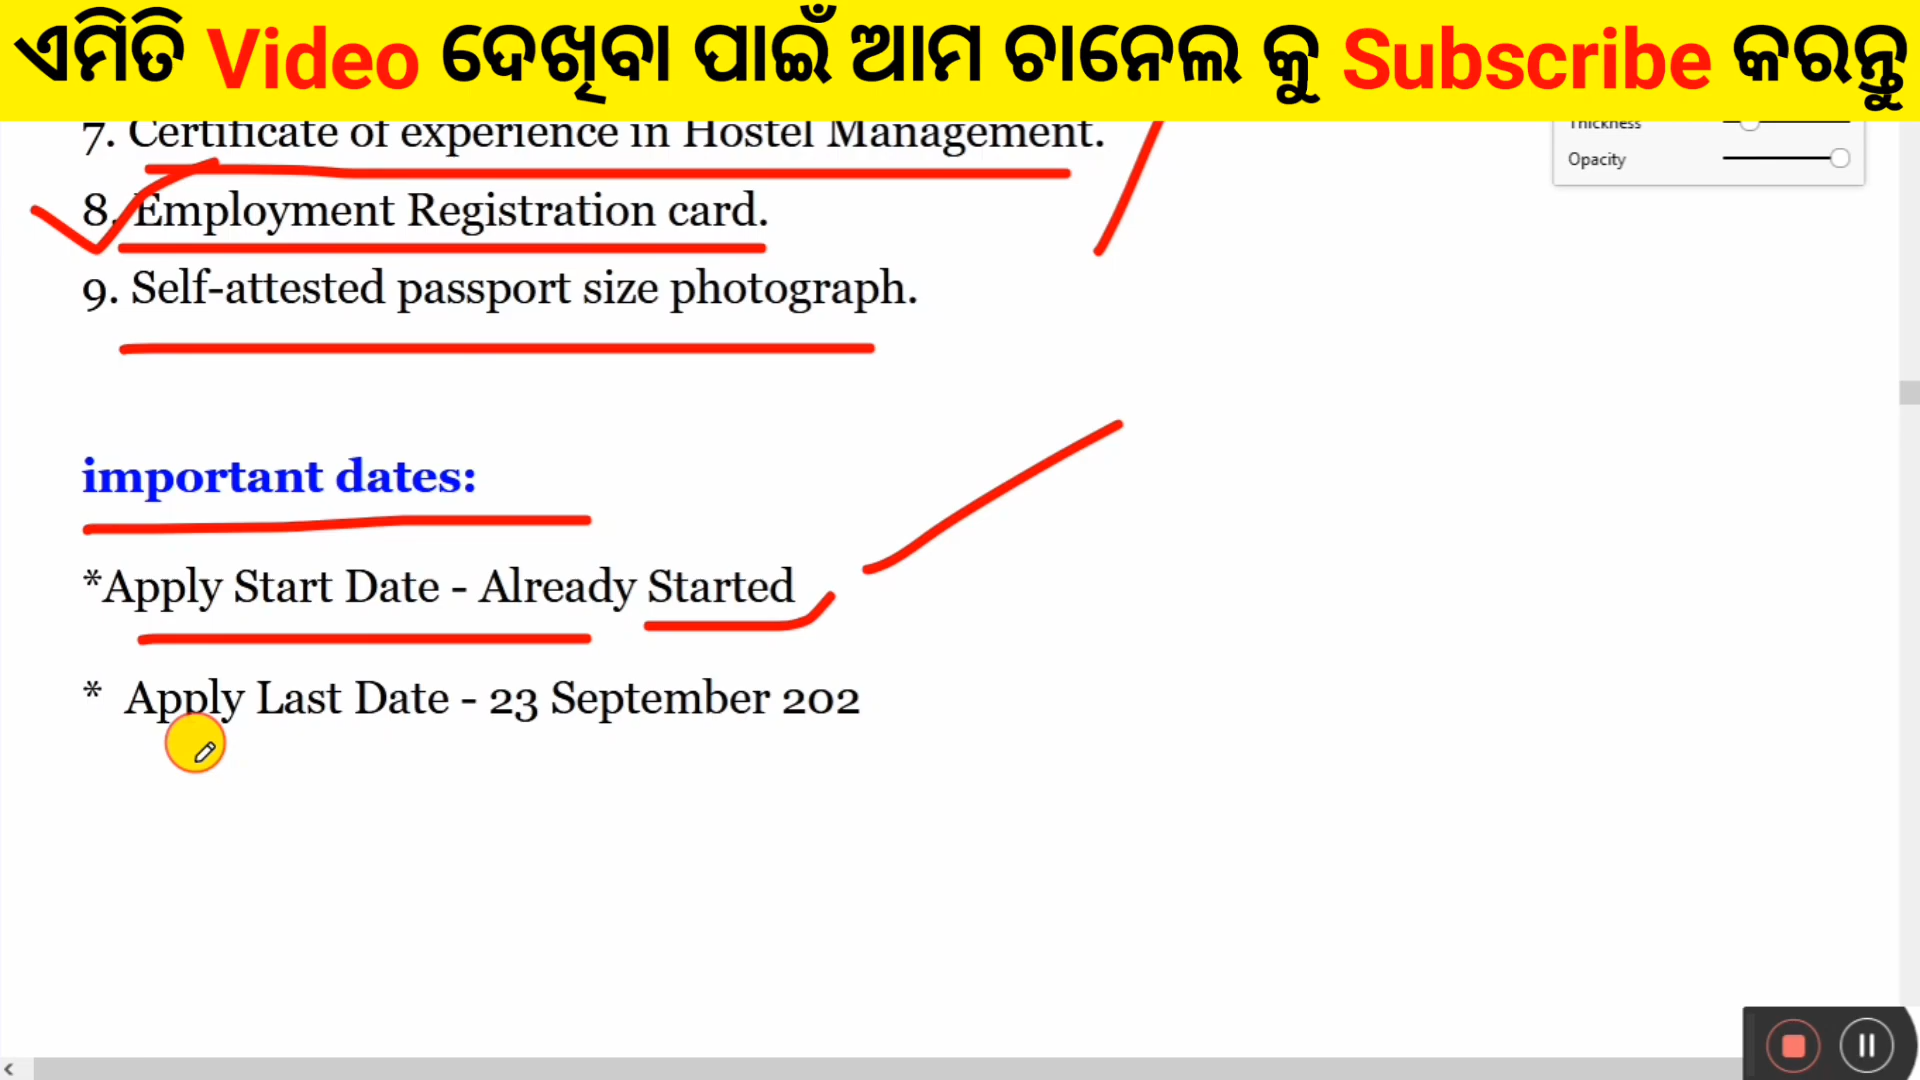 ଏମିତି Video ଦେଖିବା ପାଇଁ ଆମ ଚାନେଲ କୁ Subscribe କରନ୍ତୁ
7. Certificate of experience in Hostel Management.
Thickness
Opacity
8. Employment Registration card.
9. Self-attested passport size photograph.
important dates:
*Apply Start Date - Already Started
* Apply Last Date - 23 September 202